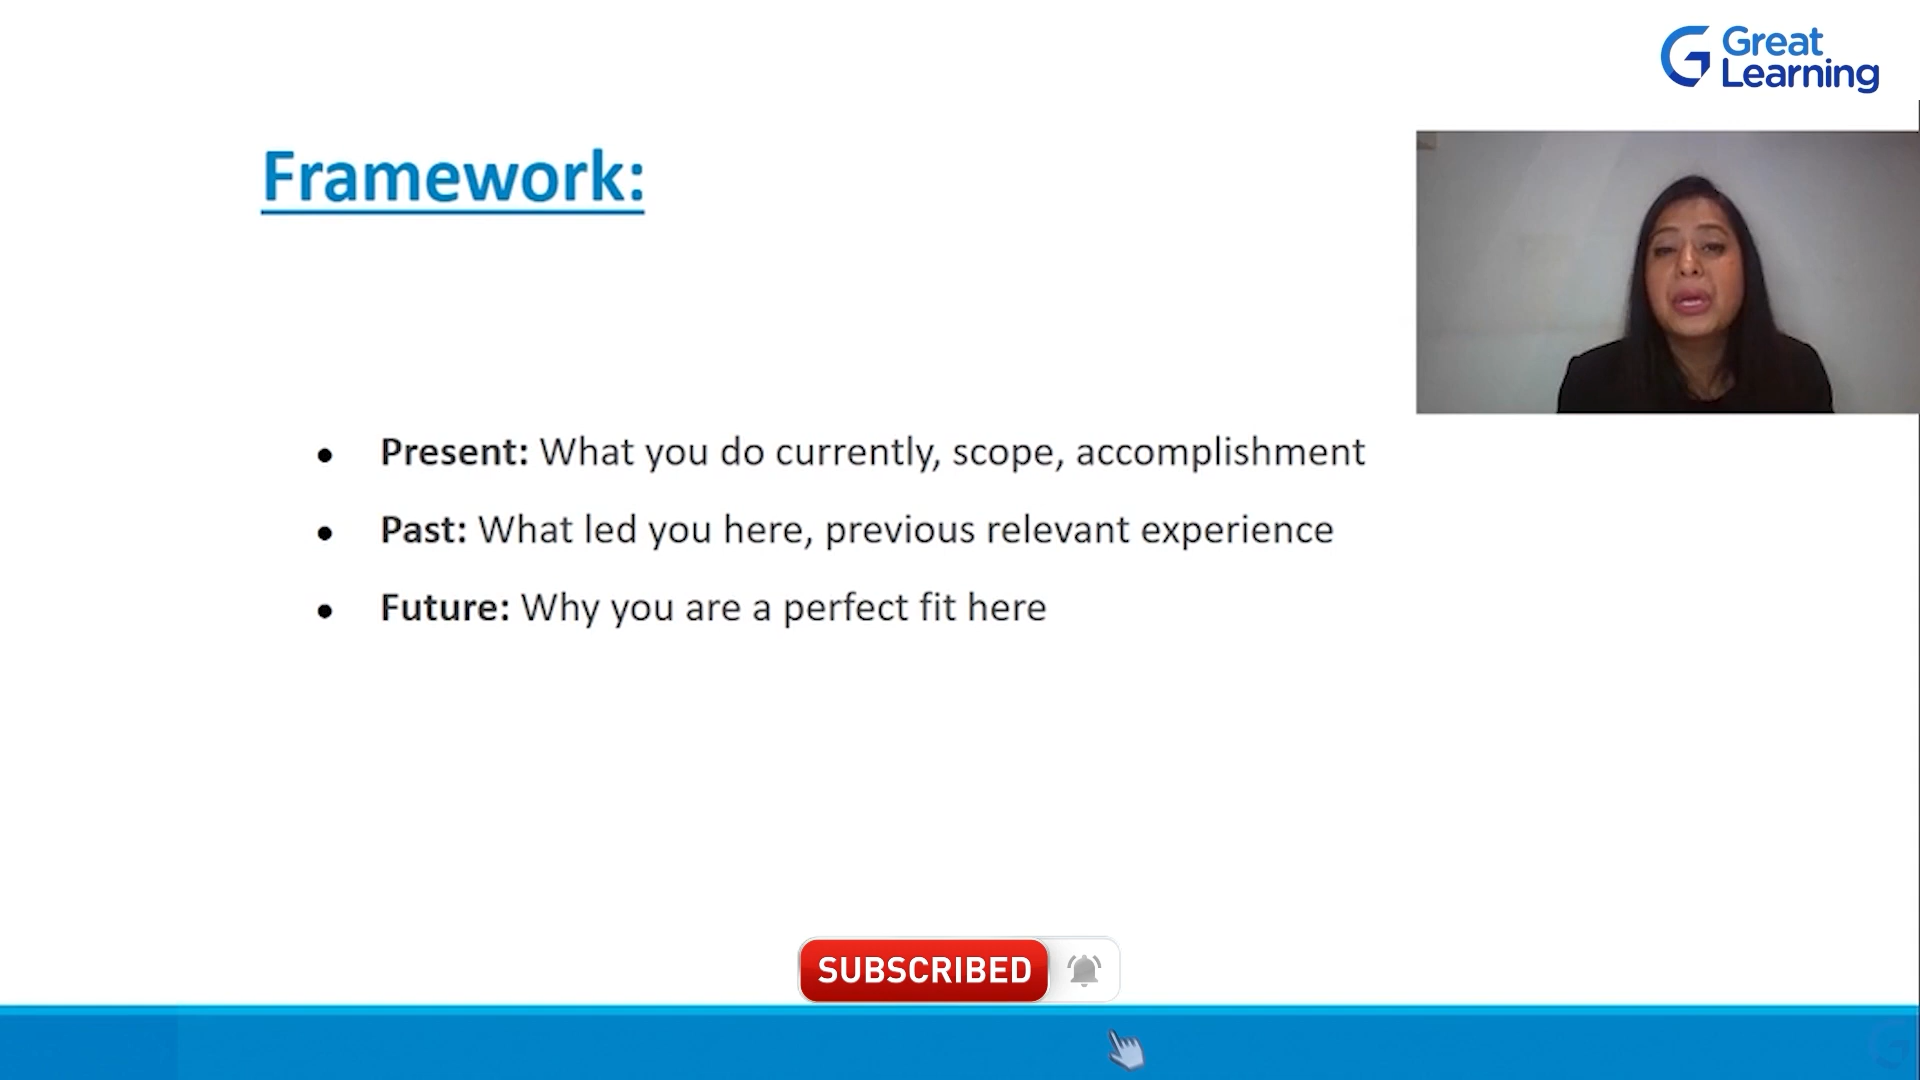 Great
Learning
Framework:
● Present: What you do currently, scope, accomplishment
● Past: What led you here, previous relevant experience
● Future: Why you are a perfect fit here
SUBSCRIBED